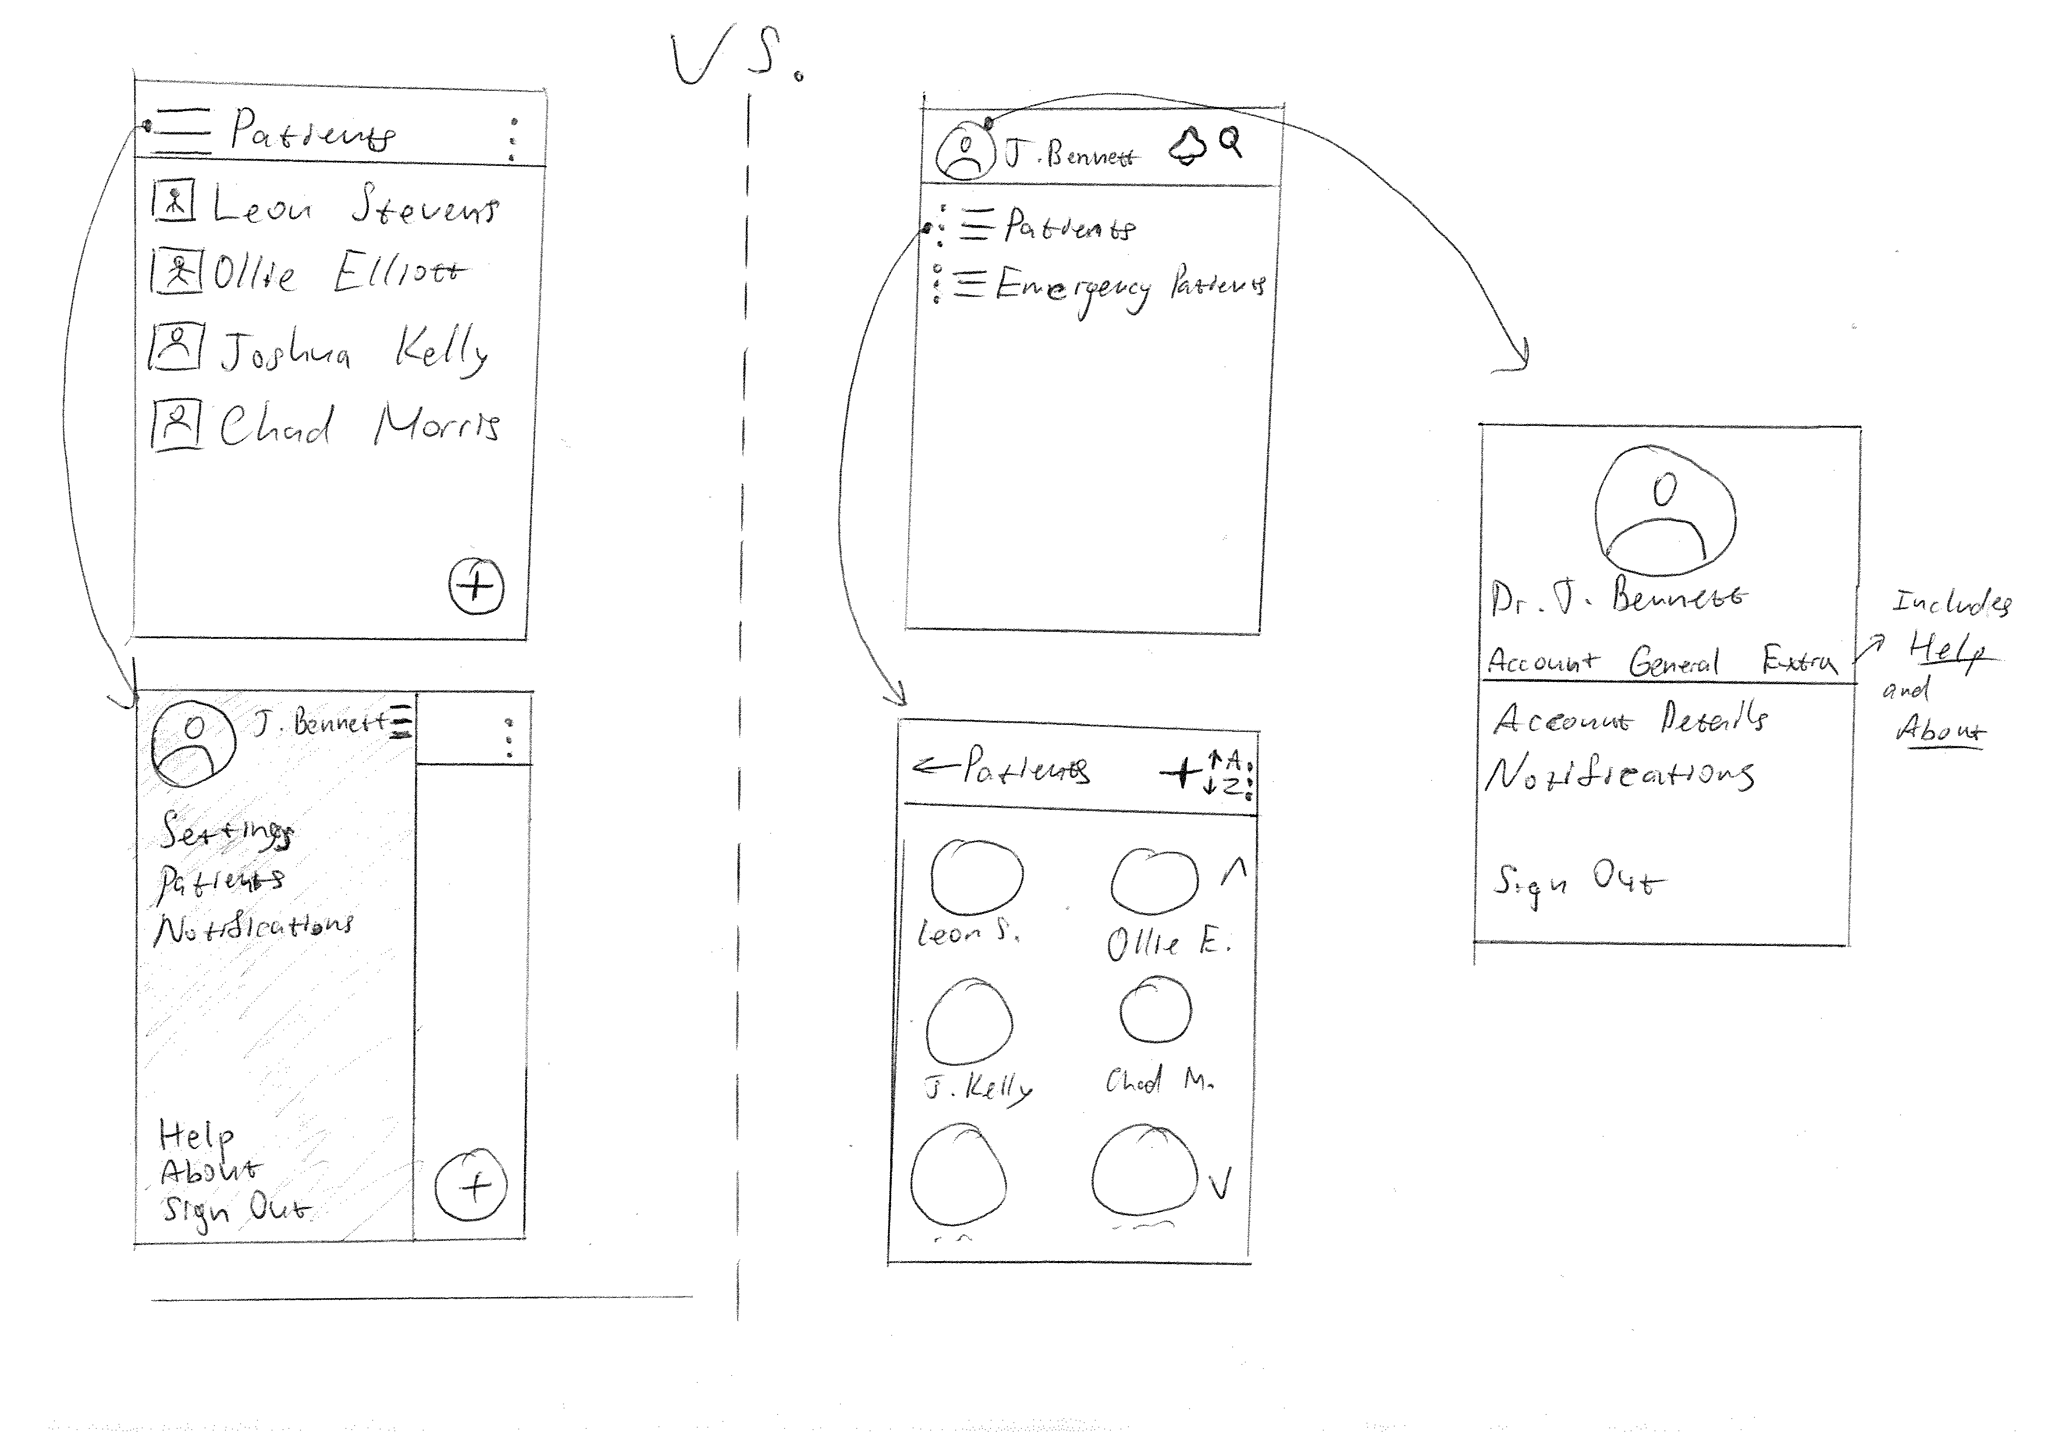 VS.
Patients
Leon Stevens
Ollie Elliott
Joshua Kelly
Chad Morris
J. Bennett
Settings
Patients
Notifications
Help
About
Sign Out
J. Bennett
Patients
Emergency Patients
Patients
A
Z
Leon S.
Ollie E.
J. Kelly
Chad M.
Dr. J. Bennett
Account General Extra
Account Details
Notifications
Sign Out
Includes
Help
and
About